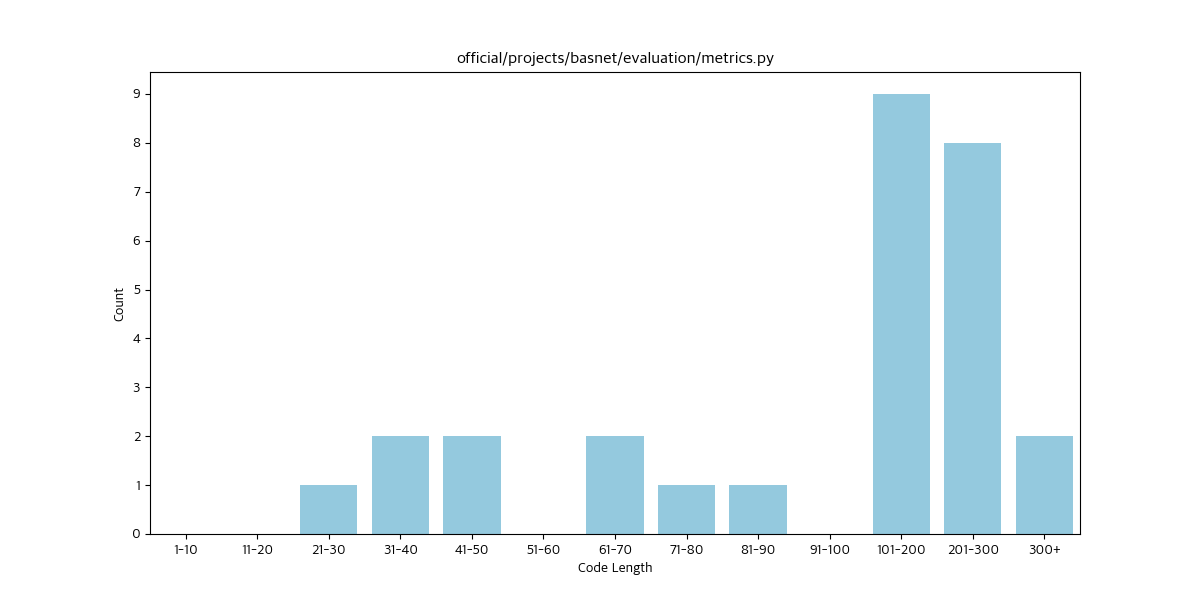 official/projects/basnet/evaluation/metrics.py
Count
9
8
7
6
5
4
3
2
1
0
1-10 11-20 21-30 31-40 41-50 51-60 61-70 71-80 81-90 91-100 101-200 201-300 300+
Code Length